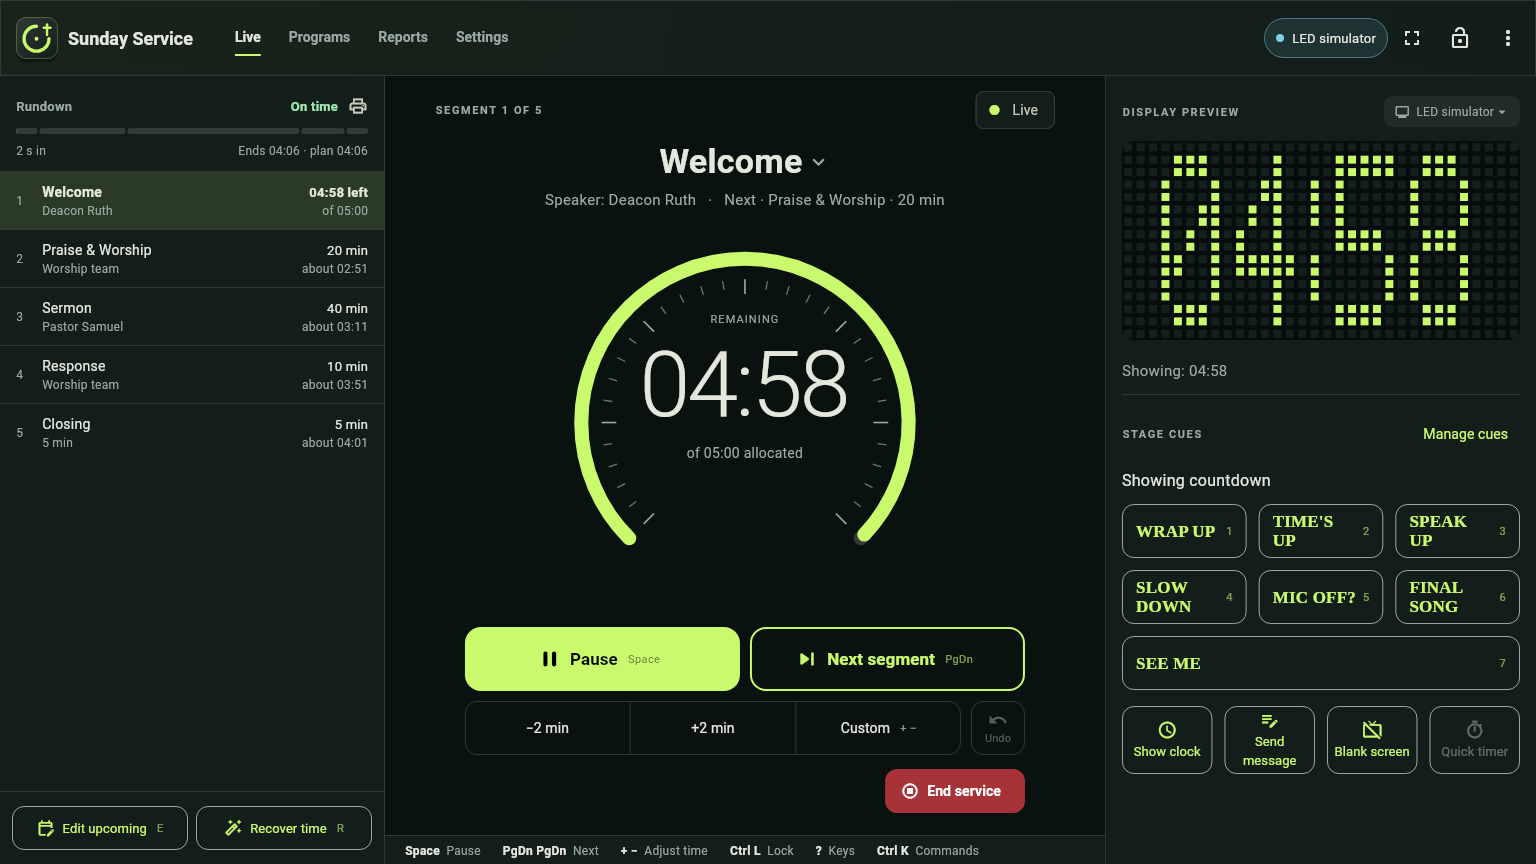 Sunday Service
Live
Programs
Reports
Settings
LED simulator
Rundown
On time
2 s in
Ends 04:06 · plan 04:06
1
Welcome
04:58 left
Deacon Ruth
of 05:00
2
Praise & Worship
20 min
Worship team
about 02:51
3
Sermon
40 min
Pastor Samuel
about 03:11
4
Response
10 min
Worship team
about 03:51
5
Closing
5 min
5 min
about 04:01
Edit upcoming E
Recover time R
SEGMENT 1 OF 5
Live
Welcome
Speaker: Deacon Ruth · Next · Praise & Worship · 20 min
REMAINING
04:58
of 05:00 allocated
Pause Space
Next segment PgDn
−2 min
+2 min
Custom + −
Undo
End service
Space Pause
PgDn PgDn Next
+ − Adjust time
Ctrl L Lock
? Keys
Ctrl K Commands
DISPLAY PREVIEW
LED simulator
04:58
Showing: 04:58
STAGE CUES
Manage cues
Showing countdown
WRAP UP 1
TIME'S
UP
2
SPEAK
UP
3
SLOW
DOWN
4
MIC OFF? 5
FINAL
SONG
6
SEE ME 7
Show clock
Send
message
Blank screen
Quick timer